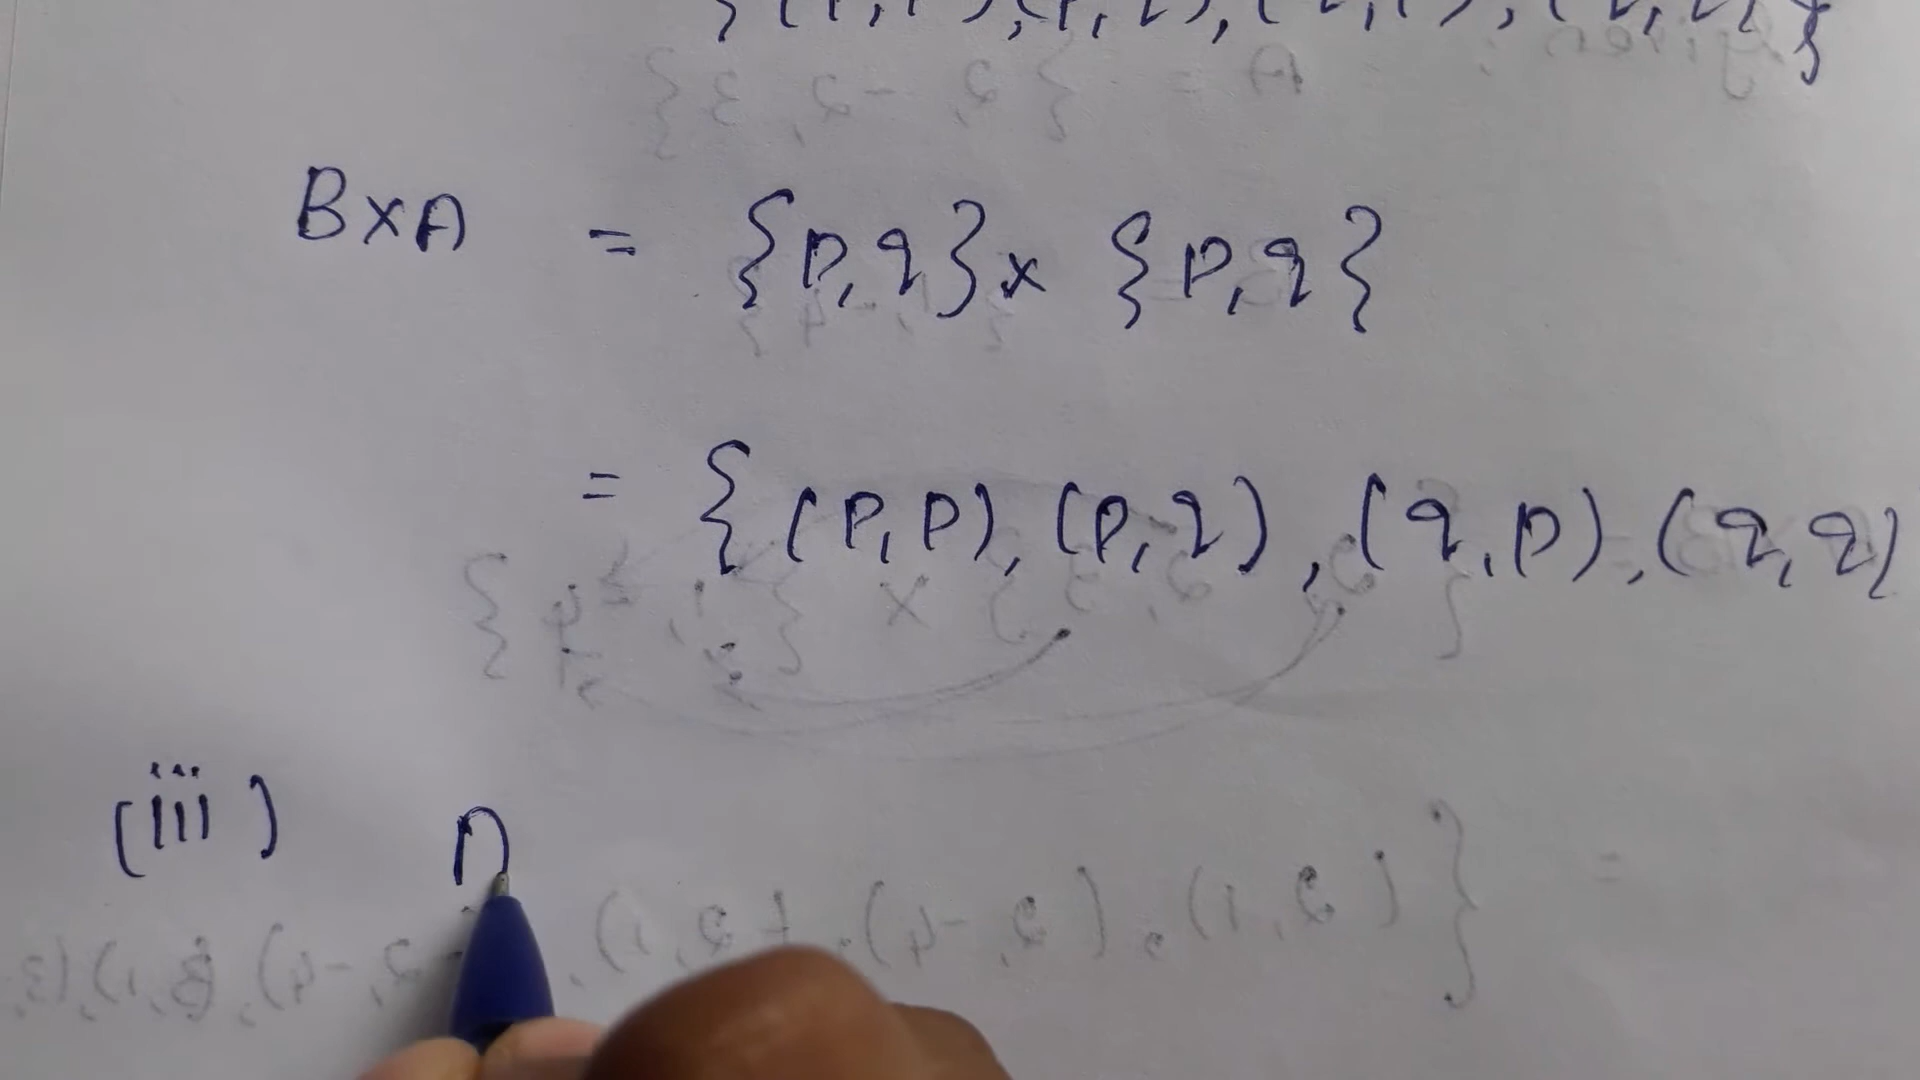 B×A = {p,q}× {p,q}
= {(p,p),(p,q),(q,p),(q,q)
(iii)